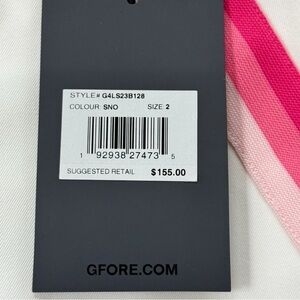 STYLE# G4LS23B128
COLOUR: SNO SIZE: 2
1 92938 27473 5
SUGGESTED RETAIL $155.00
GFORE.COM